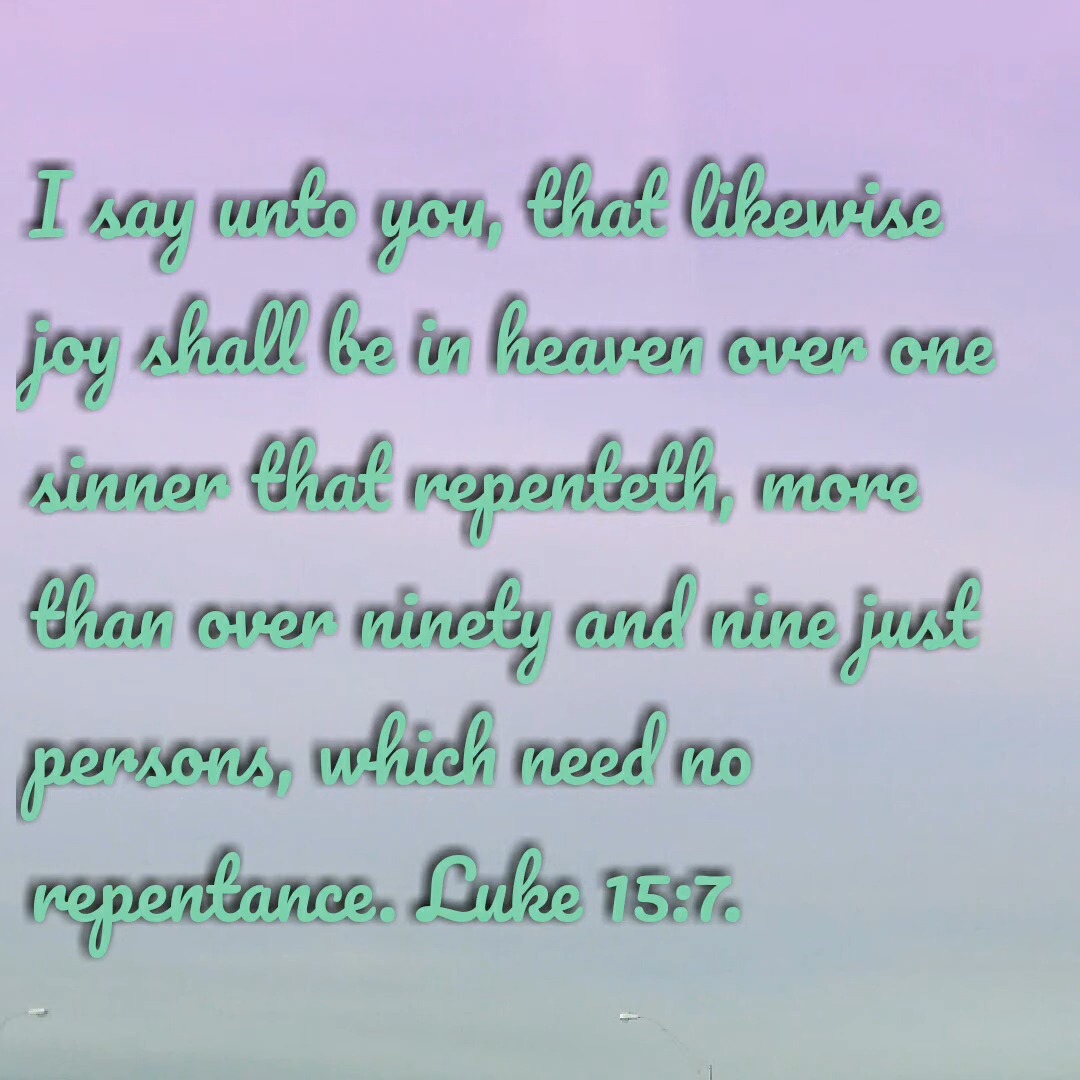 I say unto you, that likewise
joy shall be in heaven over one
sinner that repenteth, more
than over ninety and nine just
persons, which need no
repentance. Luke 15:7.